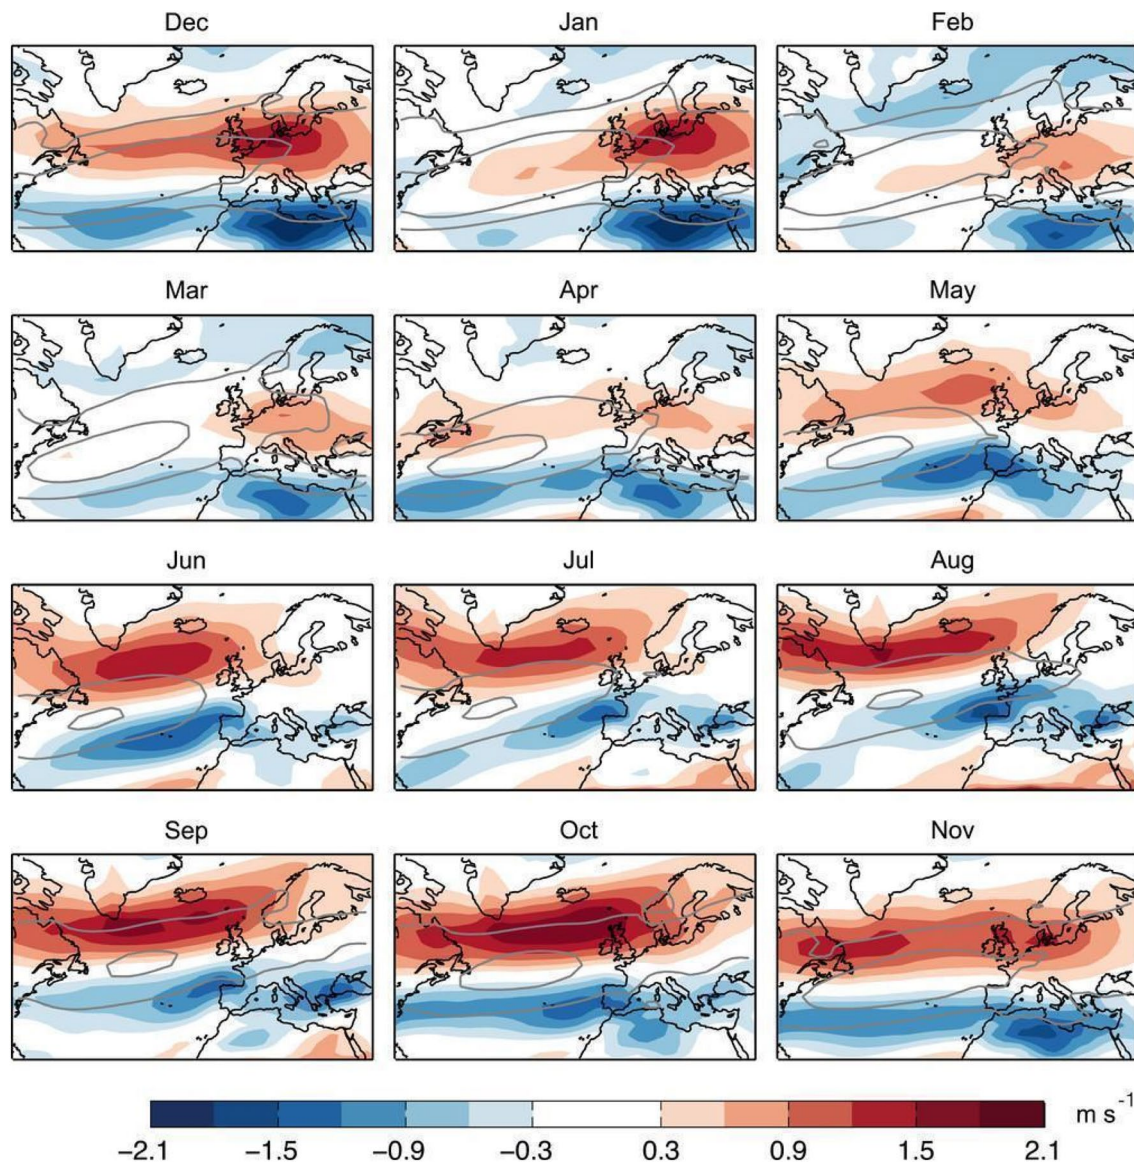 Dec Jan Feb
Mar Apr May
Jun Jul Aug
Sep Oct Nov
−2.1 −1.5 −0.9 −0.3 0.3 0.9 1.5 2.1 m s⁻¹